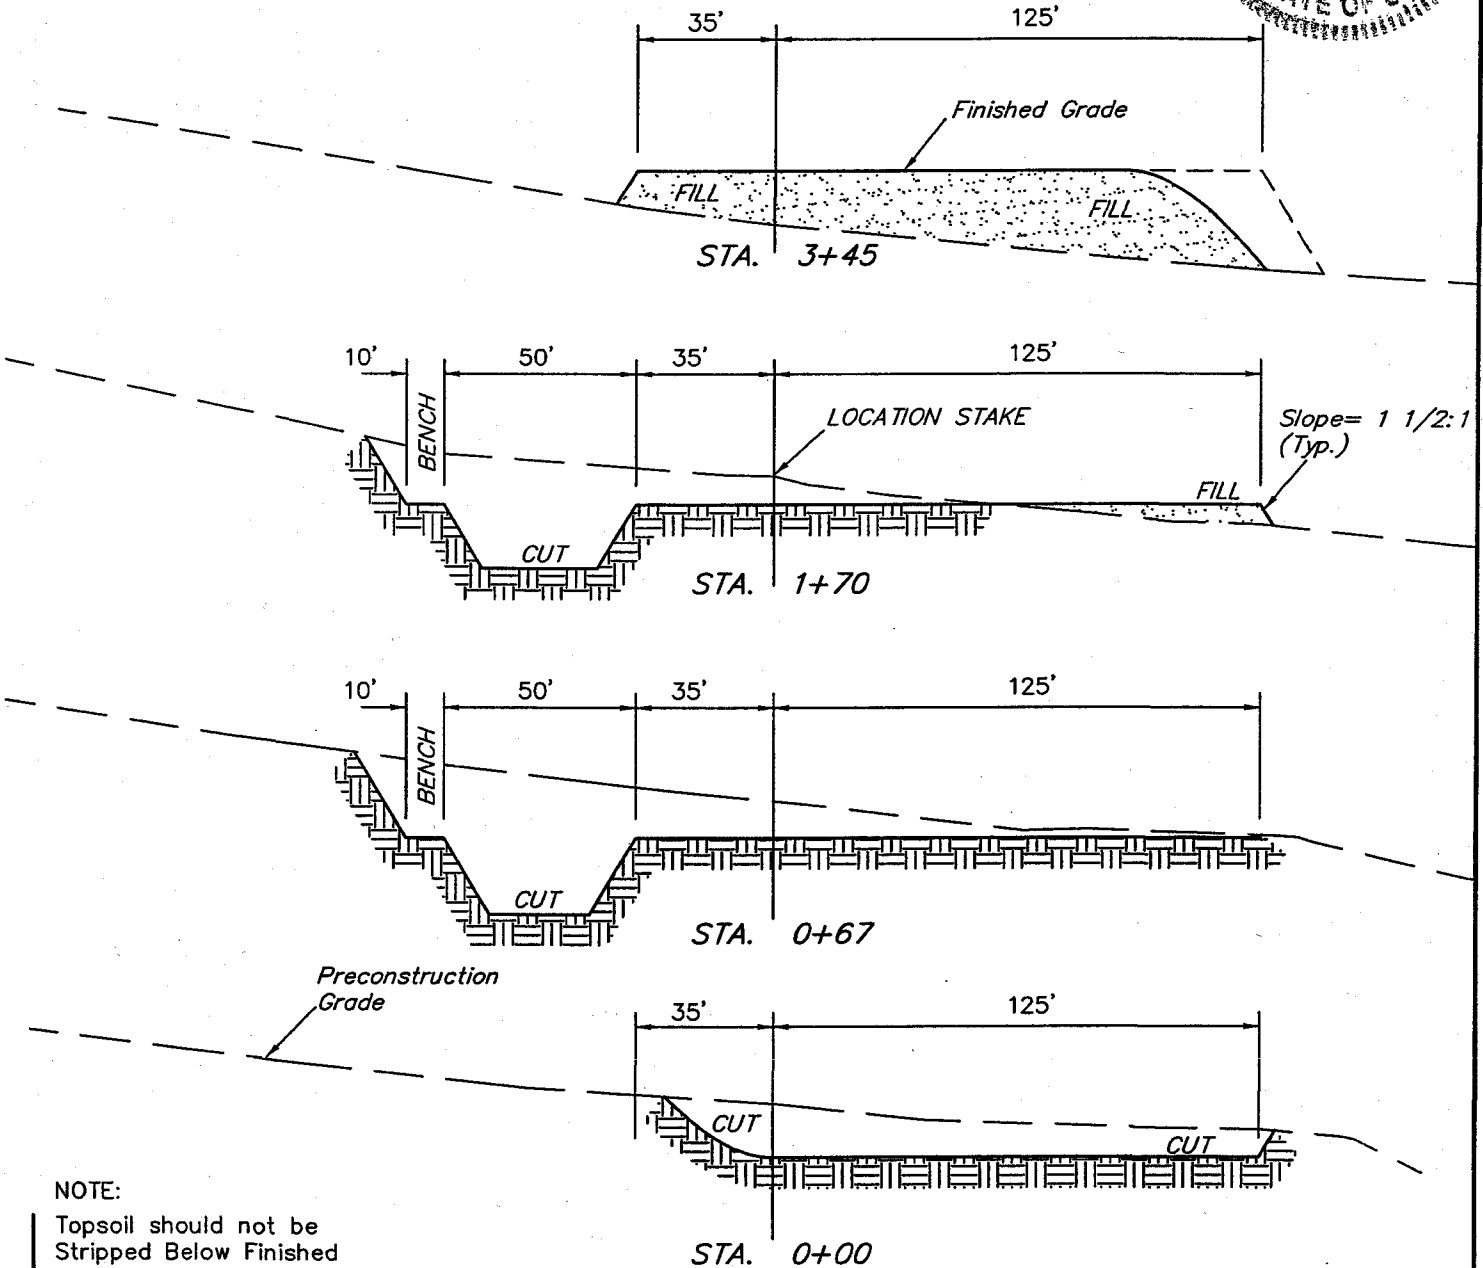 35' 125'
Finished Grade
FILL FILL
STA. 3+45
10' 50' 35' 125'
BENCH
LOCATION STAKE
Slope= 1 1/2:1
(Typ.)
FILL
CUT
STA. 1+70
10' 50' 35' 125'
BENCH
CUT
STA. 0+67
Preconstruction
Grade
35' 125'
CUT CUT
NOTE:
Topsoil should not be
Stripped Below Finished
STA. 0+00